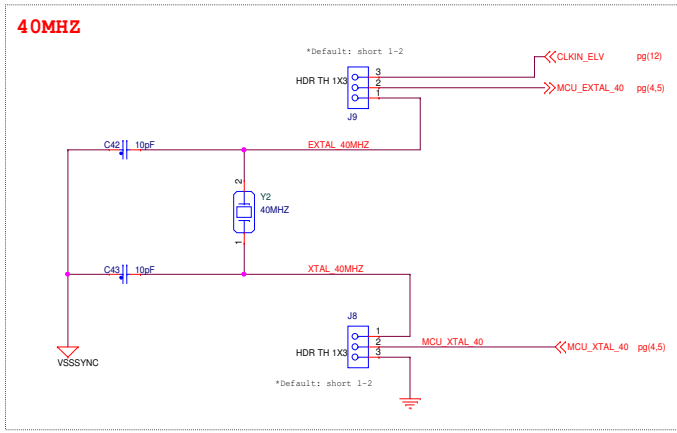 40MHZ
*Default: short 1-2
CLKIN_ELV pg(12)
HDR TH 1X3
3
2
1
MCU_EXTAL_40 pg(4,5)
J9
C42 10pF
EXTAL_40MHZ
2
Y2
40MHZ
1
C43 10pF
XTAL_40MHZ
J8
1
2
3
HDR TH 1X3
MCU_XTAL_40
MCU_XTAL_40 pg(4,5)
VSSSYNC
*Default: short 1-2